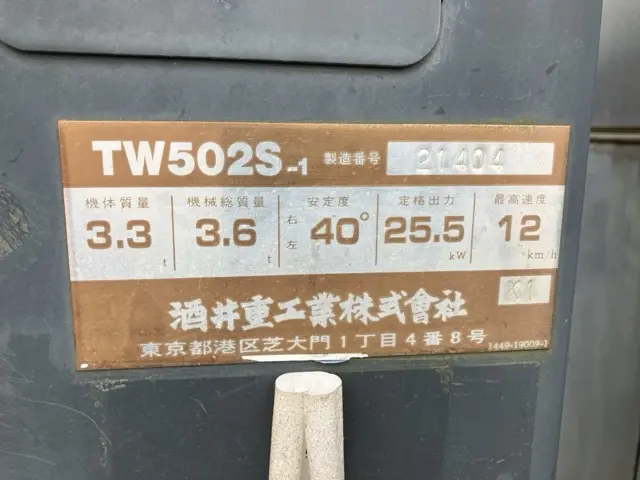 TW502S-1 製造番号 21404
機体質量 機械総質量 安定度 定格出力 最高速度
3.3 t 3.6 t 右 左 40° 25.5 kW 12 km/h
K1
酒井重工業株式會社
東京都港区芝大門1丁目4番8号 1449-19009-1